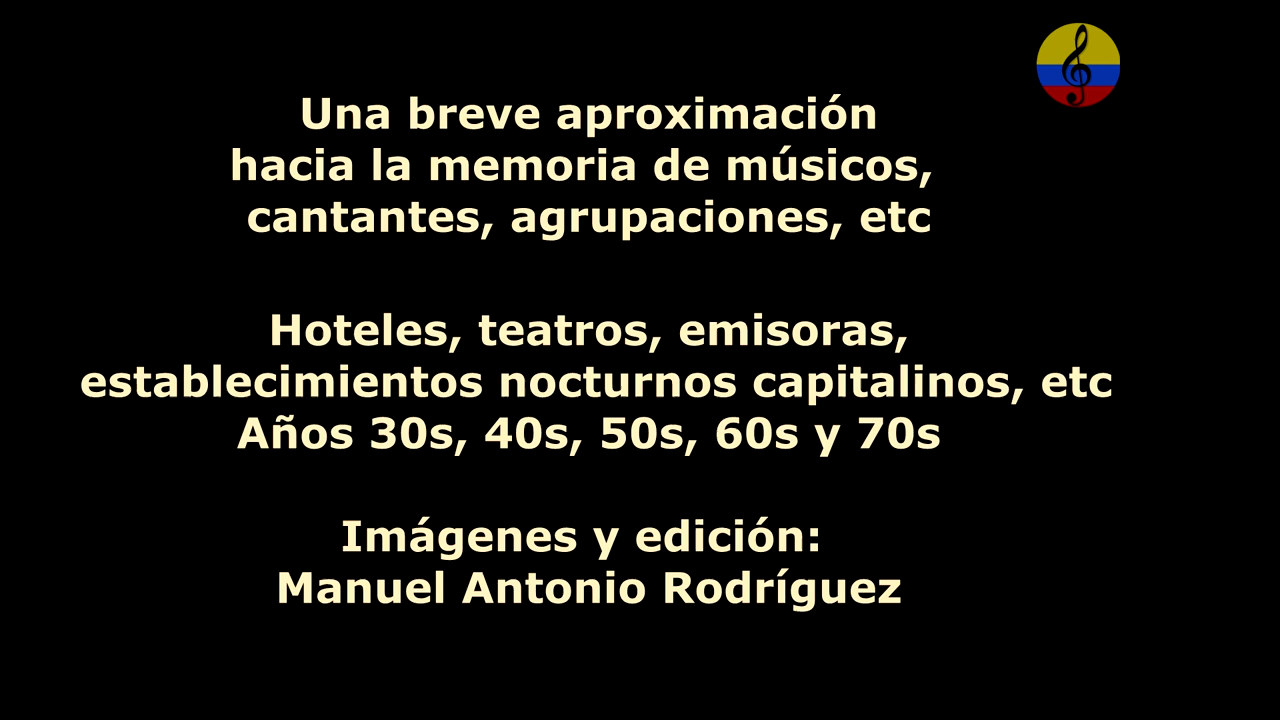 Una breve aproximación
hacia la memoria de músicos,
cantantes, agrupaciones, etc
Hoteles, teatros, emisoras,
establecimientos nocturnos capitalinos, etc
Años 30s, 40s, 50s, 60s y 70s
Imágenes y edición:
Manuel Antonio Rodríguez